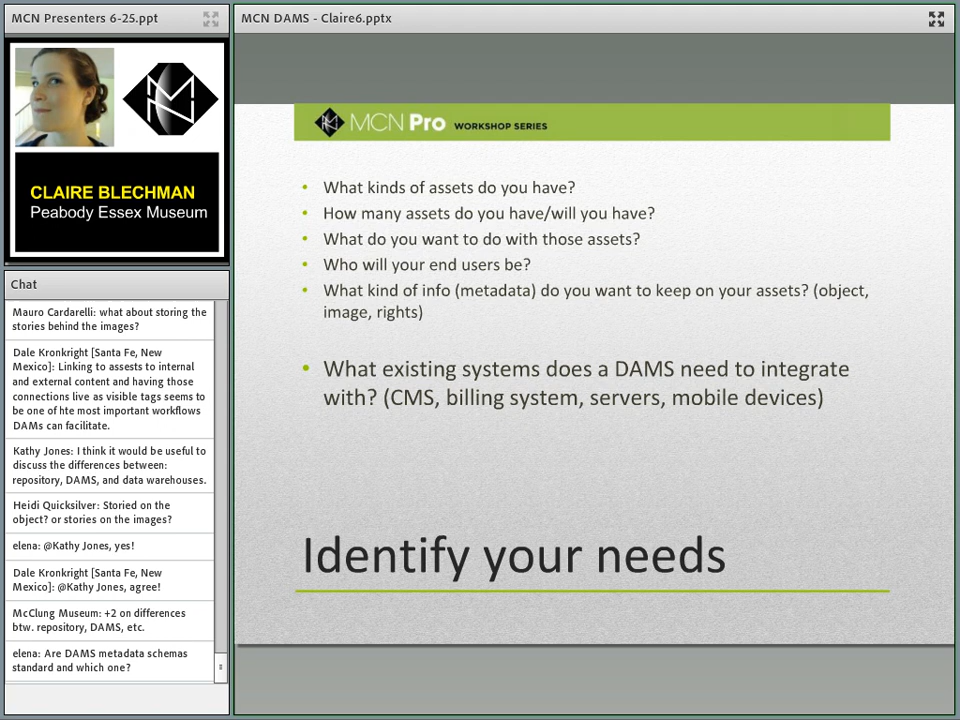 MCN Presenters 6-25.ppt
CLAIRE BLECHMAN
Peabody Essex Museum
Chat
Mauro Cardarelli: what about storing the
stories behind the images?
Dale Kronkright [Santa Fe, New
Mexico]: Linking to assests to internal
and external content and having those
connections live as visible tags seems to
be one of hte most important workflows
DAMs can facilitate.
Kathy Jones: I think it would be useful to
discuss the differences between:
repository, DAMS, and data warehouses.
Heidi Quicksilver: Storied on the
object? or stories on the images?
elena: @Kathy Jones, yes!
Dale Kronkright [Santa Fe, New
Mexico]: @Kathy Jones, agree!
McClung Museum: +2 on differences
btw. repository, DAMS, etc.
elena: Are DAMS metadata schemas
standard and which one?
MCN DAMS - Claire6.pptx
MCN Pro WORKSHOP SERIES
• What kinds of assets do you have?
• How many assets do you have/will you have?
• What do you want to do with those assets?
• Who will your end users be?
• What kind of info (metadata) do you want to keep on your assets? (object,
image, rights)
• What existing systems does a DAMS need to integrate
with? (CMS, billing system, servers, mobile devices)
Identify your needs